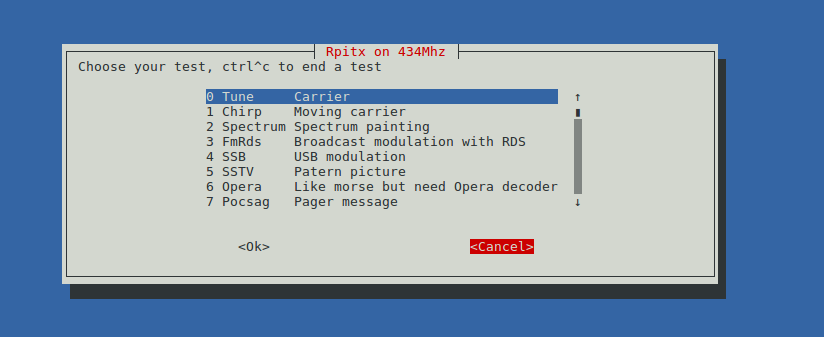 Rpitx on 434Mhz
Choose your test, ctrl^c to end a test
0 Tune Carrier
1 Chirp Moving carrier
2 Spectrum Spectrum painting
3 FmRds Broadcast modulation with RDS
4 SSB USB modulation
5 SSTV Patern picture
6 Opera Like morse but need Opera decoder
7 Pocsag Pager message
<Ok> <Cancel>